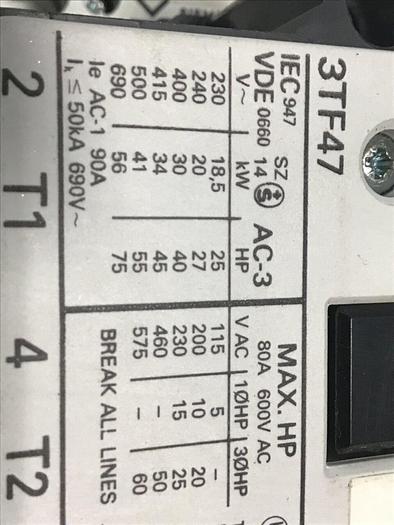 3TF47
IEC 947 SZ
VDE 0660 14 S AC-3
V~ kW HP
230 18,5 25
240 20 27
400 30 40
415 34 45
500 41 55
690 56 75
Ie AC-1 90A
Ik ≤ 50kA 690V~
MAX. HP
80A 600V AC
V AC 1ØHP 3ØHP
115 5 –
200 10 20
230 15 25
460 – 50
575 – 60
BREAK ALL LINES
2 T1 4 T2